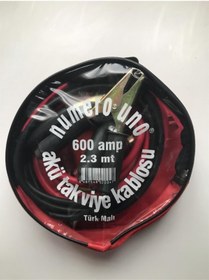 numero uno®
600 amp
2.3 mt
akü takviye kablosu
Türk Malı